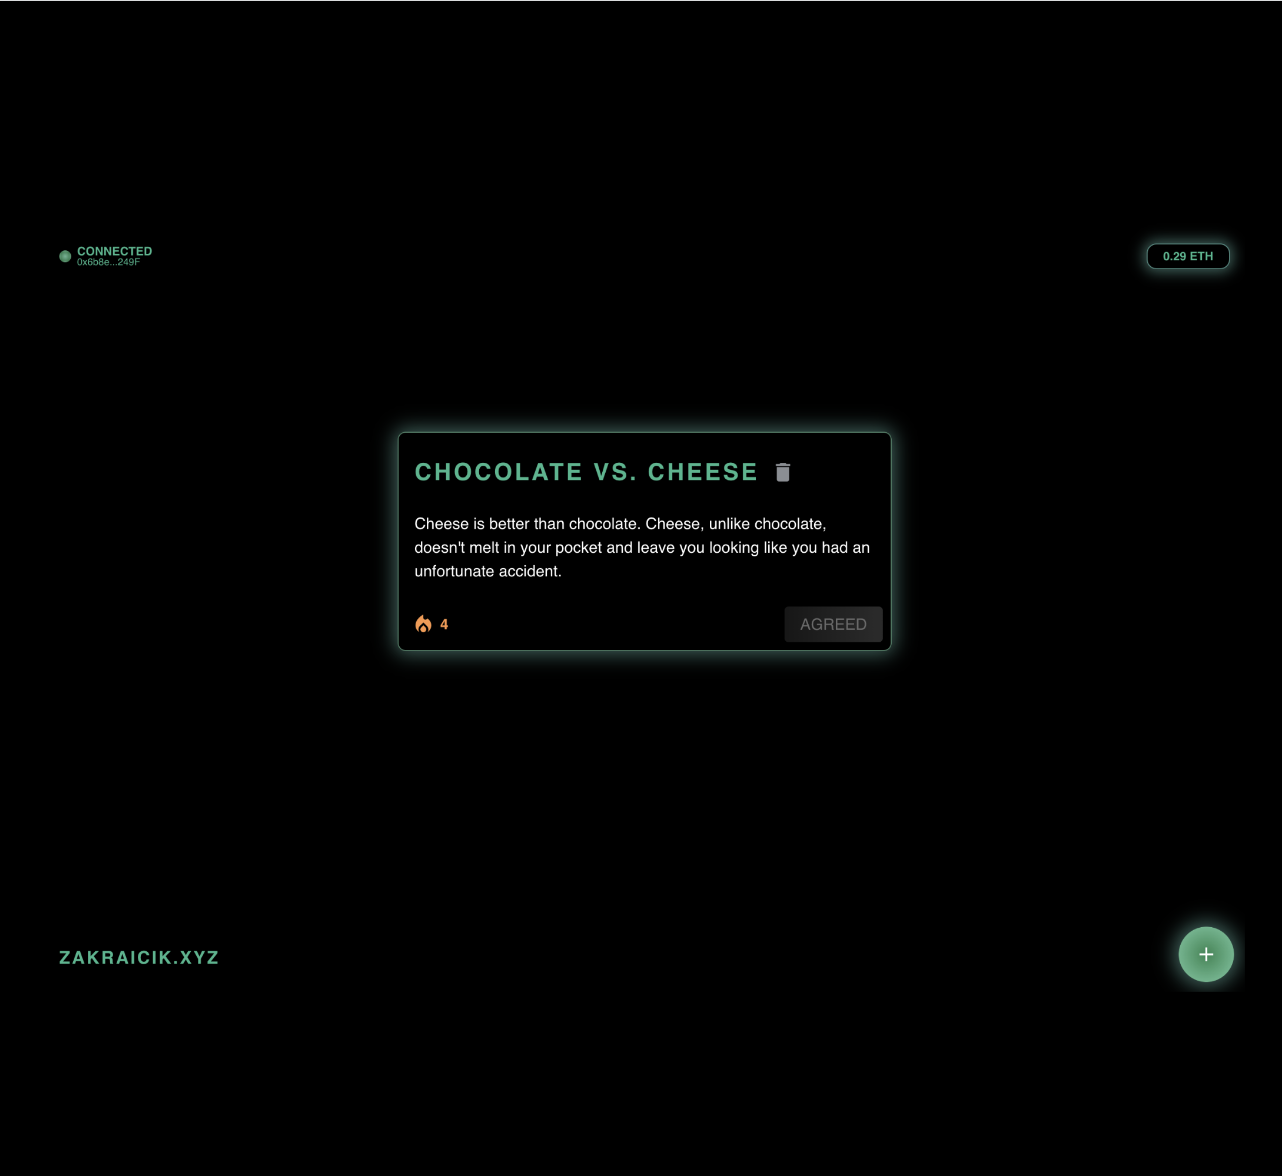 CONNECTED
0x6b8e...249F
0.29 ETH
CHOCOLATE VS. CHEESE
Cheese is better than chocolate. Cheese, unlike chocolate,
doesn't melt in your pocket and leave you looking like you had an
unfortunate accident.
4
AGREED
ZAKRAICIK.XYZ
+